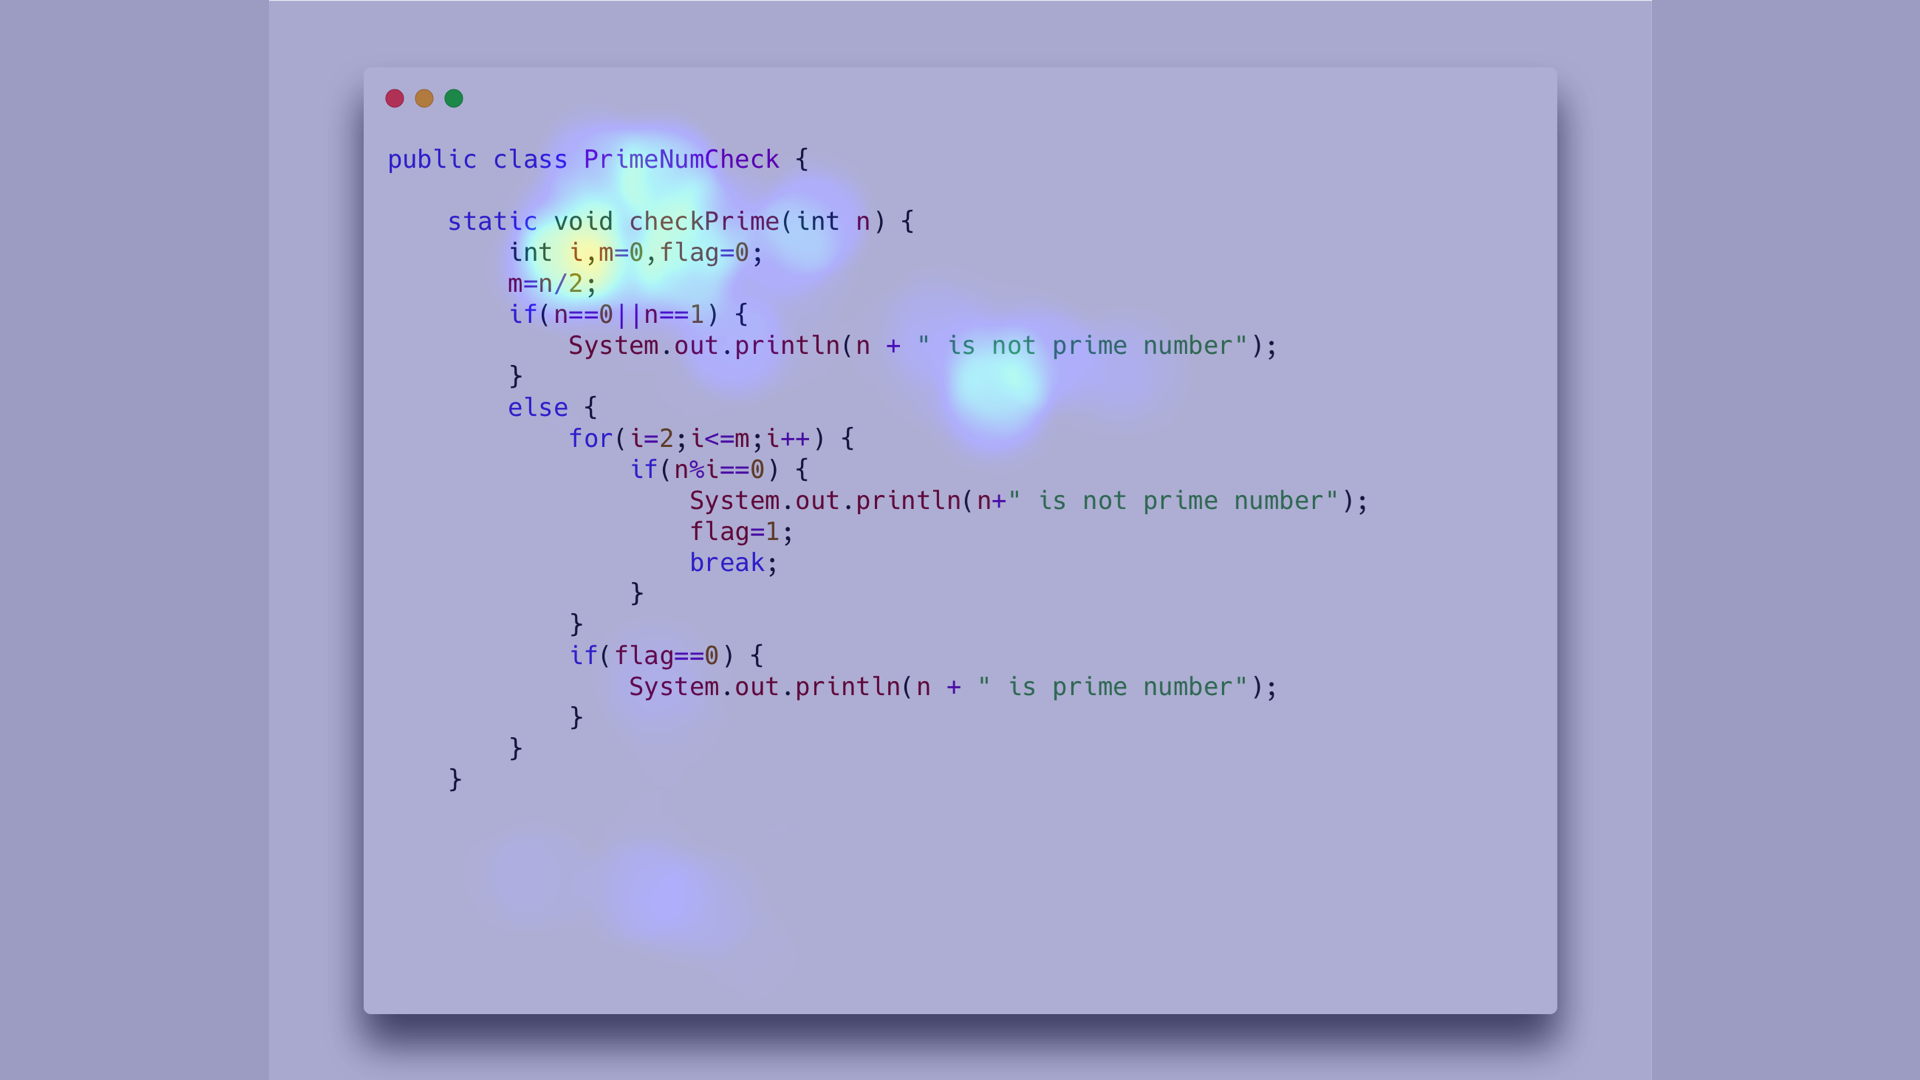 public class PrimeNumCheck {
static void checkPrime(int n) {
int i,m=0,flag=0;
m=n/2;
if(n==0||n==1) {
System.out.println(n + " is not prime number");
}
else {
for(i=2;i<=m;i++) {
if(n%i==0) {
System.out.println(n+" is not prime number");
flag=1;
break;
}
}
if(flag==0) {
System.out.println(n + " is prime number");
}
}
}